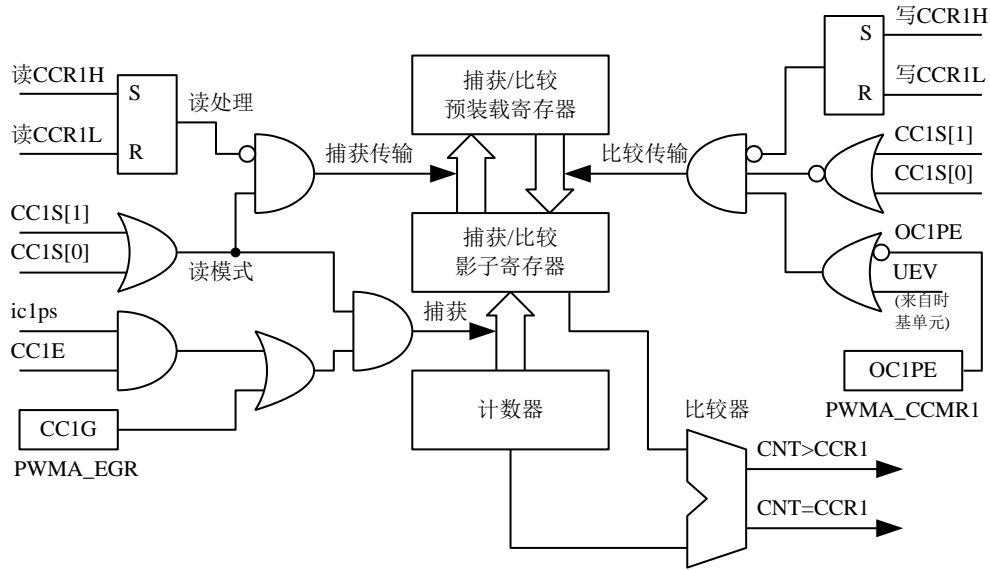 写CCR1H
S
写CCR1L
R
读CCR1H
S
读处理
读CCR1L
R
捕获/比较
预装载寄存器
捕获传输
比较传输
CC1S[1]
CC1S[0]
CC1S[1]
CC1S[0]
读模式
捕获/比较
影子寄存器
OC1PE
UEV
(来自时
基单元)
ic1ps
CC1E
捕获
OC1PE
PWMA_CCMR1
CC1G
PWMA_EGR
计数器
比较器
CNT>CCR1
CNT=CCR1